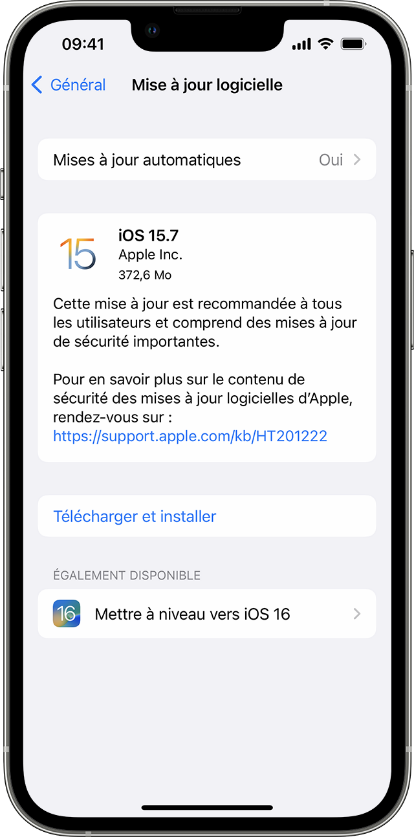 09:41
Général Mise à jour logicielle
Mises à jour automatiques Oui
15
iOS 15.7
Apple Inc.
372,6 Mo
Cette mise à jour est recommandée à tous
les utilisateurs et comprend des mises à jour
de sécurité importantes.
Pour en savoir plus sur le contenu de
sécurité des mises à jour logicielles d’Apple,
rendez-vous sur :
https://support.apple.com/kb/HT201222
Télécharger et installer
ÉGALEMENT DISPONIBLE
16 Mettre à niveau vers iOS 16